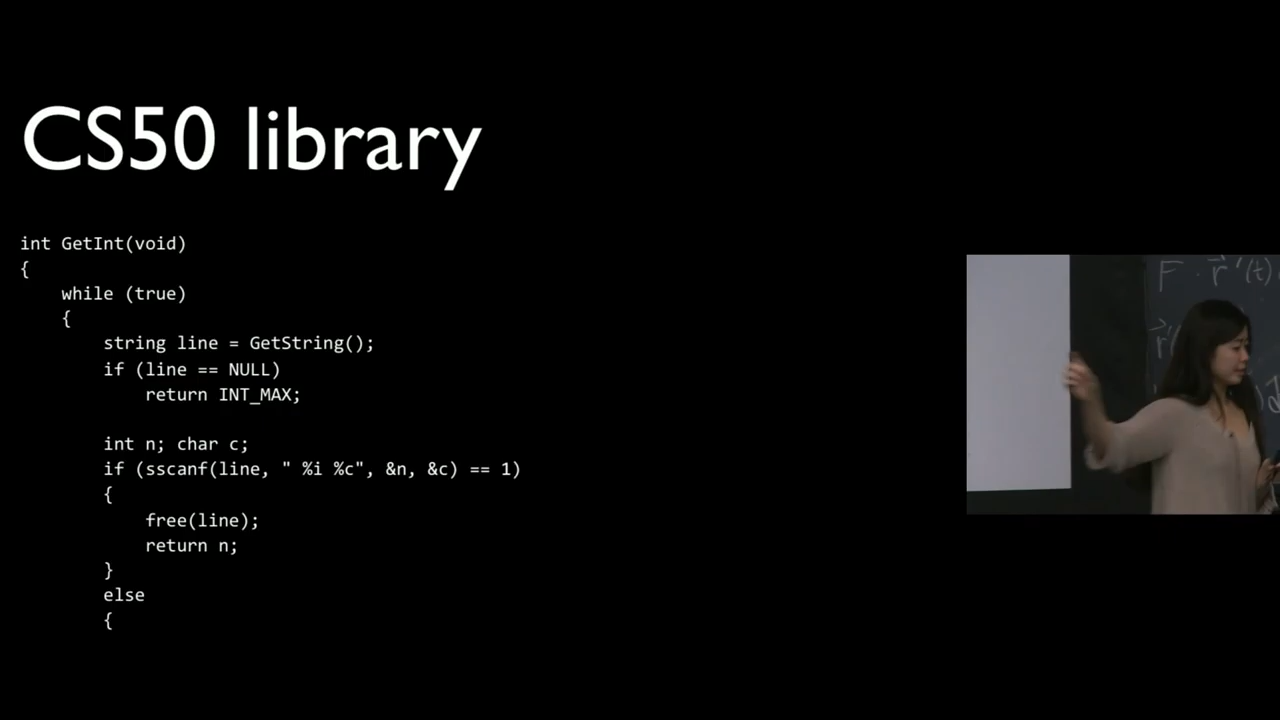 CS50 library
int GetInt(void)
{
    while (true)
    {
        string line = GetString();
        if (line == NULL)
            return INT_MAX;

        int n; char c;
        if (sscanf(line, " %i %c", &n, &c) == 1)
        {
            free(line);
            return n;
        }
        else
        {
F · r⃗ '(t)
r⃗ '(